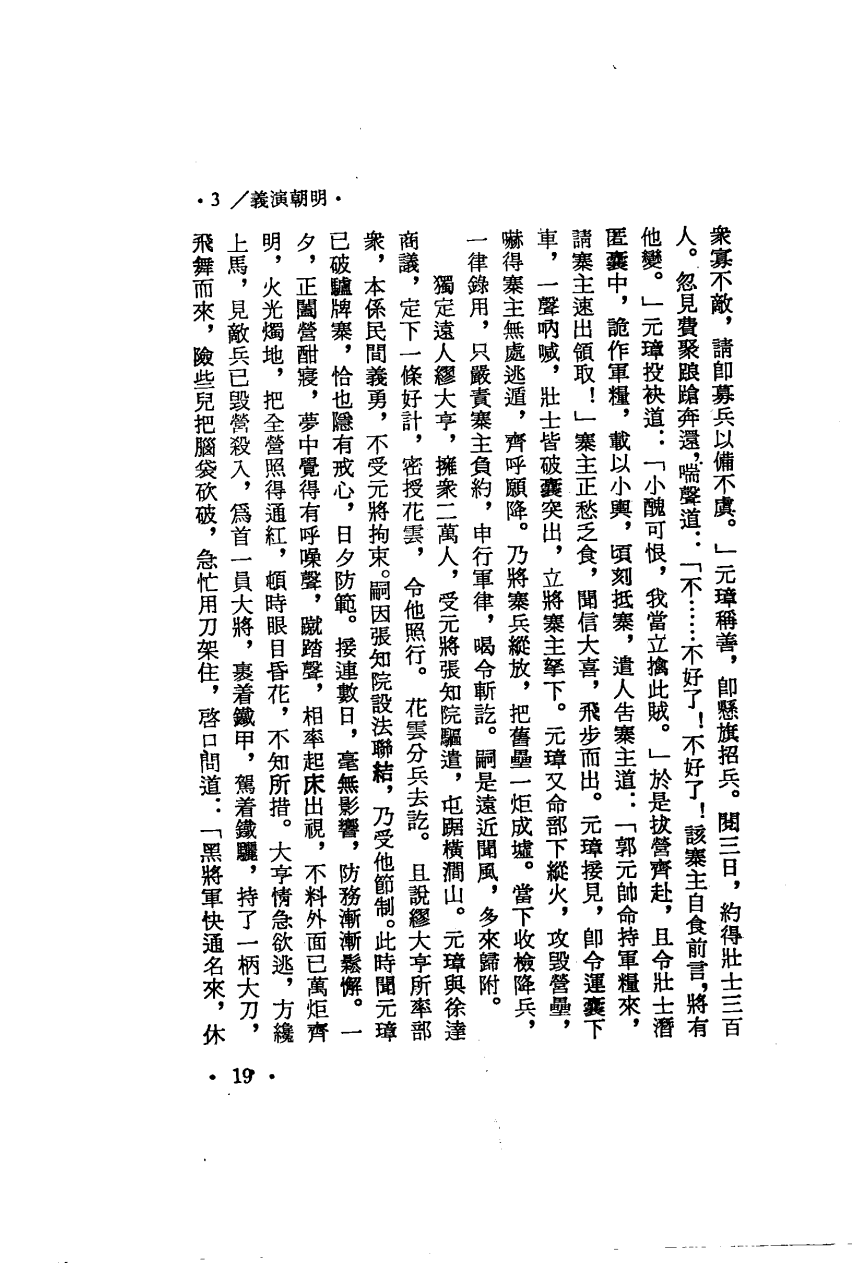 ·3／義演朝明·
衆寡不敵，請卽募兵以備不虞。」元璋稱善，卽懸旗招兵。閱三日，約得壯士三百
人。忽見費聚踉蹌奔還，喘聲道：「不……不好了！不好了！該寨主自食前言，將有
他變。」元璋投袂道：「小醜可恨，我當立擒此賊。」於是拔營齊赴，且令壯士潛
匿囊中，詭作軍糧，載以小輿，頃刻抵寨，遣人告寨主道：「郭元帥命持軍糧來，
請寨主速出領取！」寨主正愁乏食，聞信大喜，飛步而出。元璋接見，卽令運囊下
車，一聲吶喊，壯士皆破囊突出，立將寨主拏下。元璋又命部下縱火，攻毀營壘，
嚇得寨主無處逃遁，齊呼願降。乃將寨兵縱放，把舊壘一炬成墟。當下收檢降兵，
一律錄用，只嚴責寨主負約，申行軍律，喝令斬訖。嗣是遠近聞風，多來歸附。
獨定遠人繆大亨，擁衆二萬人，受元將張知院驅遣，屯踞橫澗山。元璋與徐達
商議，定下一條好計，密授花雲，令他照行。花雲分兵去訖。且說繆大亨所率部
衆，本係民間義勇，不受元將拘束。嗣因張知院設法聯結，乃受他節制。此時聞元璋
已破驢牌寨，恰也隱有戒心，日夕防範。接連數日，毫無影響，防務漸漸鬆懈。一
夕，正闔營酣寢，夢中覺得有呼噪聲，蹴踏聲，相率起床出視，不料外面已萬炬齊
明，火光燭地，把全營照得通紅，頓時眼目昏花，不知所措。大亨情急欲逃，方纔
上馬，見敵兵已毀營殺入，爲首一員大將，裹着鐵甲，駕着鐵驪，持了一柄大刀，
飛舞而來，險些兒把腦袋砍破，急忙用刀架住，啓口問道：「黑將軍快通名來，休
·19·